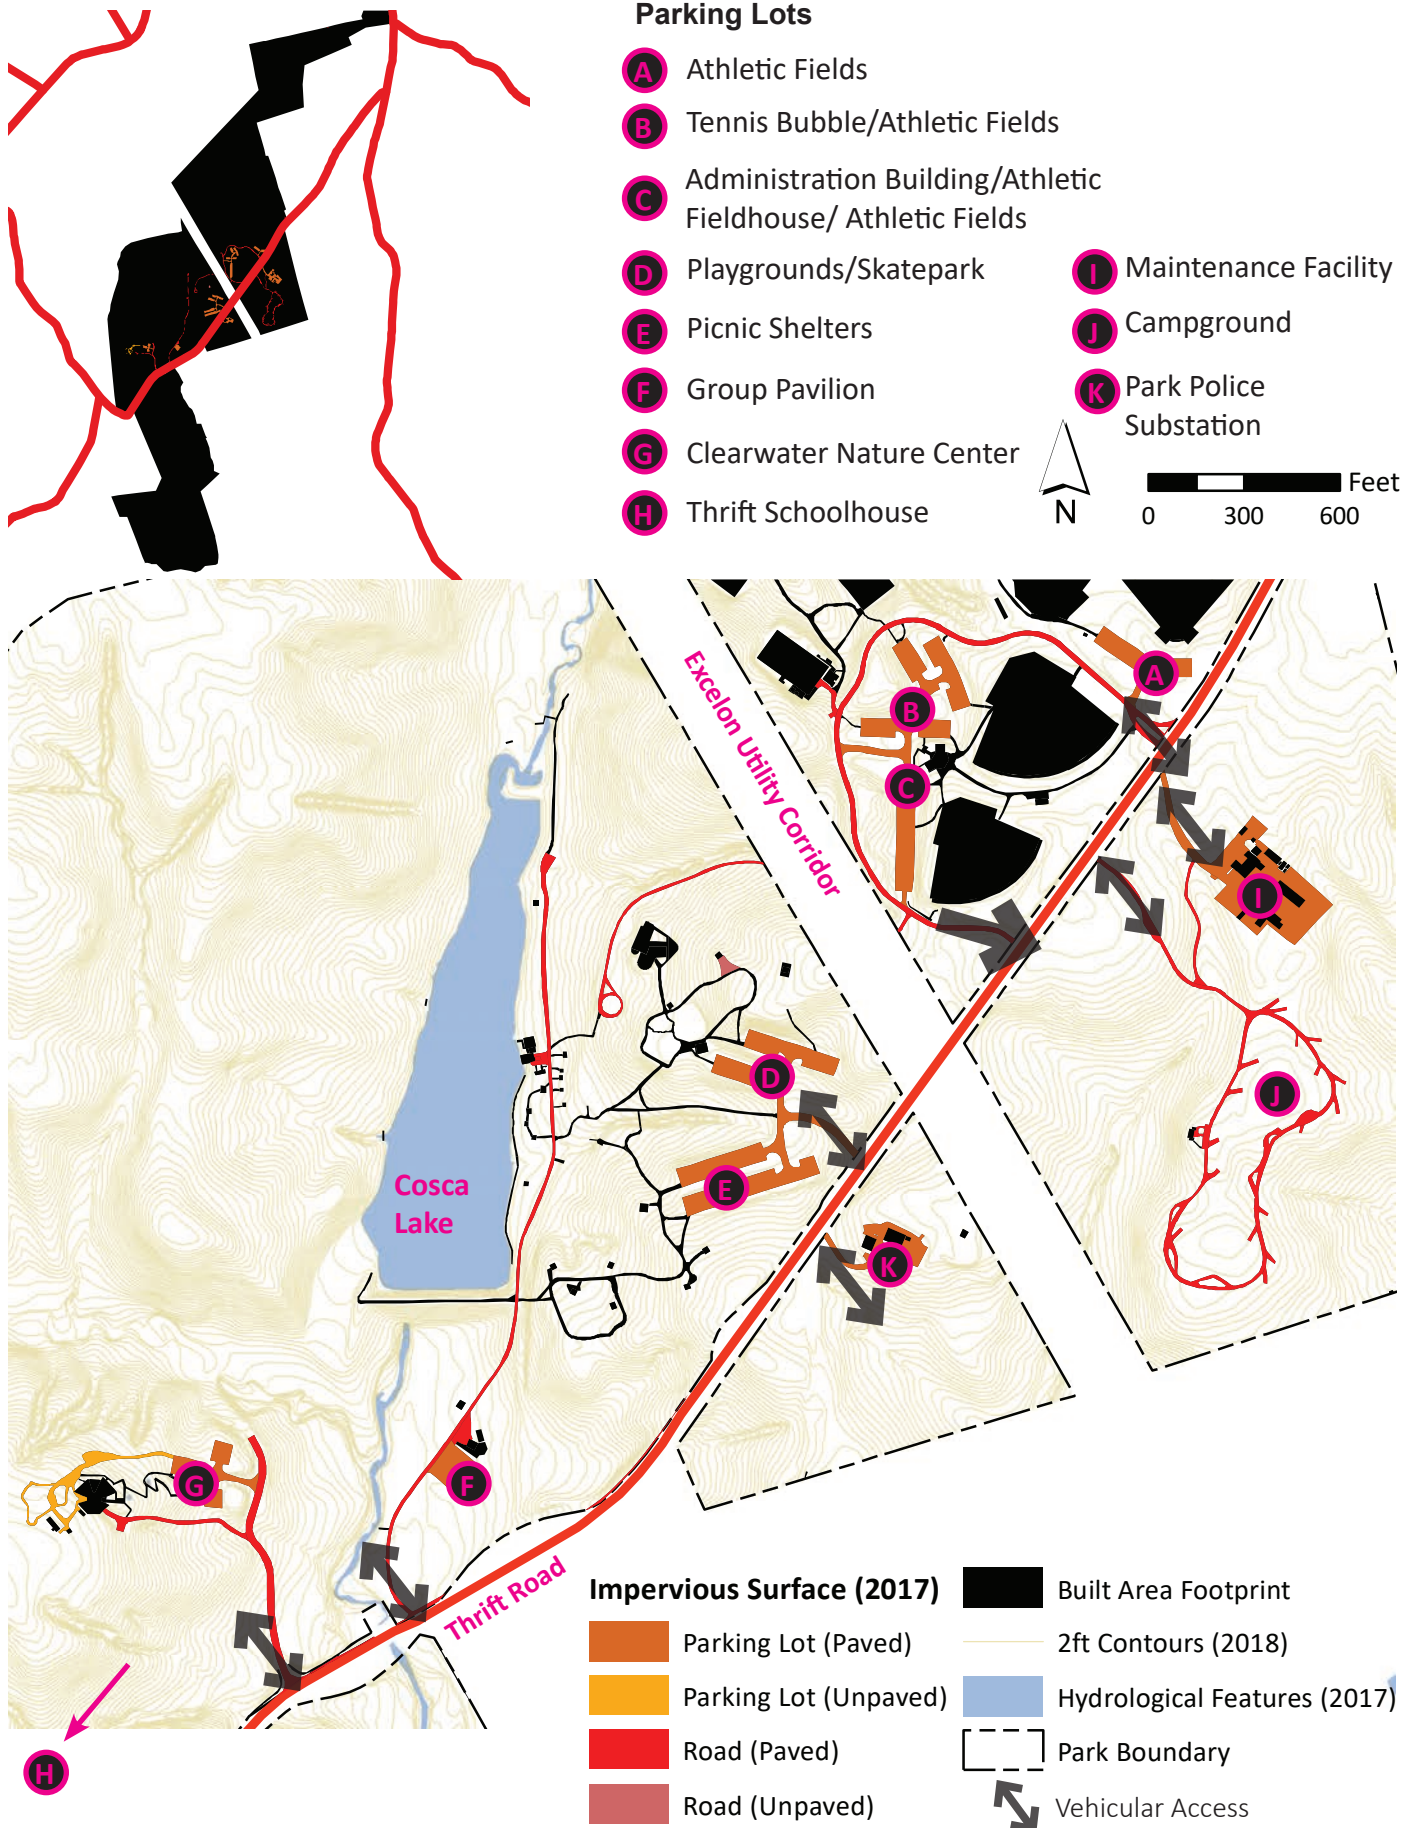 Parking Lots
A Athletic Fields
B Tennis Bubble/Athletic Fields
C Administration Building/Athletic
Fieldhouse/ Athletic Fields
D Playgrounds/Skatepark
E Picnic Shelters
F Group Pavilion
G Clearwater Nature Center
H Thrift Schoolhouse
I Maintenance Facility
J Campground
K Park Police
Substation
N
Feet
0 300 600
Excelon Utility Corridor
A
B
C
I
D
J
E
Cosca
Lake
K
G
F
Thrift Road
H
Impervious Surface (2017)
Parking Lot (Paved)
Parking Lot (Unpaved)
Road (Paved)
Road (Unpaved)
Built Area Footprint
2ft Contours (2018)
Hydrological Features (2017)
Park Boundary
Vehicular Access